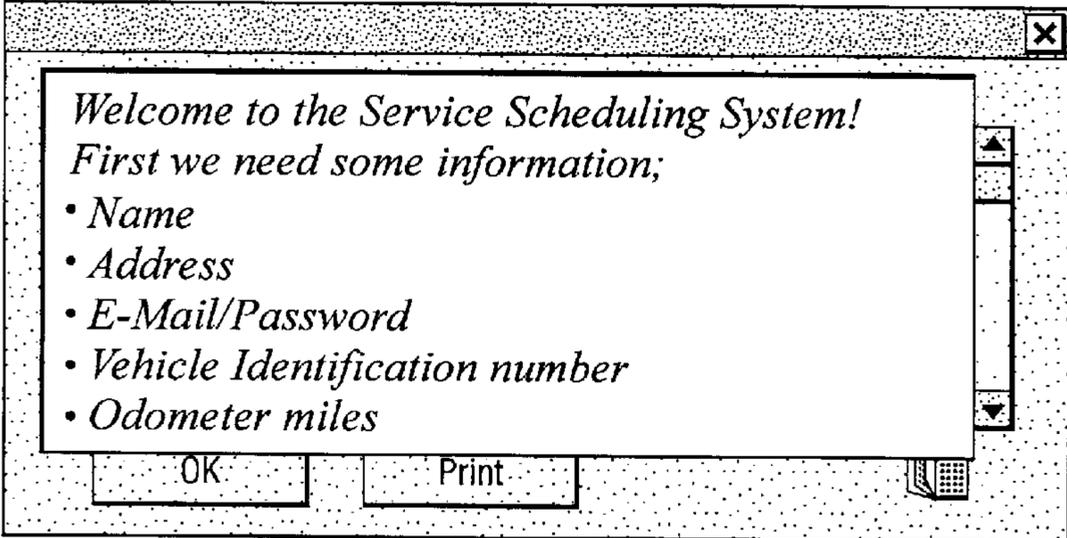 Welcome to the Service Scheduling System!
First we need some information;
• Name
• Address
• E-Mail/Password
• Vehicle Identification number
• Odometer miles
OK Print